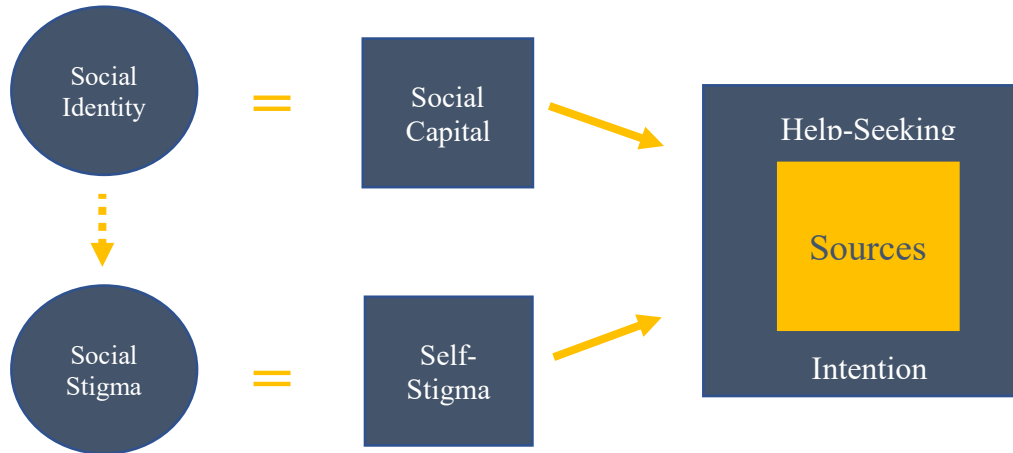 Social
Identity
=
Social
Capital
Help-Seeking
Sources
Intention
Social
Stigma
=
Self-
Stigma